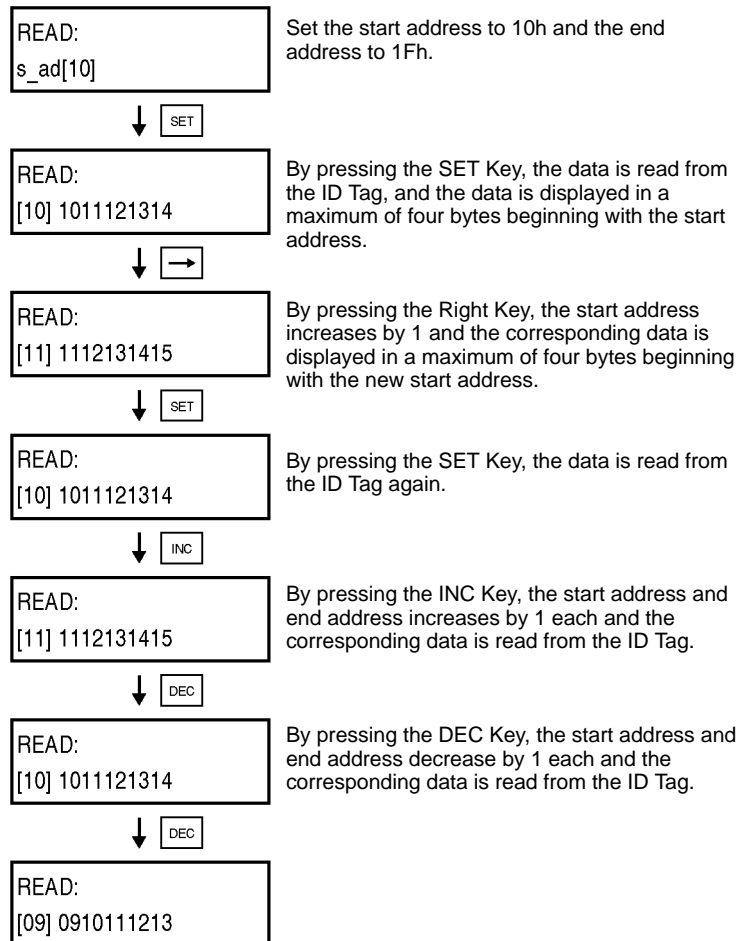 READ:
s_ad[10]
Set the start address to 10h and the end
address to 1Fh.
SET
READ:
[10] 1011121314
By pressing the SET Key, the data is read from
the ID Tag, and the data is displayed in a
maximum of four bytes beginning with the start
address.
→
READ:
[11] 1112131415
By pressing the Right Key, the start address
increases by 1 and the corresponding data is
displayed in a maximum of four bytes beginning
with the new start address.
SET
READ:
[10] 1011121314
By pressing the SET Key, the data is read from
the ID Tag again.
INC
READ:
[11] 1112131415
By pressing the INC Key, the start address and
end address increases by 1 each and the
corresponding data is read from the ID Tag.
DEC
READ:
[10] 1011121314
By pressing the DEC Key, the start address and
end address decrease by 1 each and the
corresponding data is read from the ID Tag.
DEC
READ:
[09] 0910111213